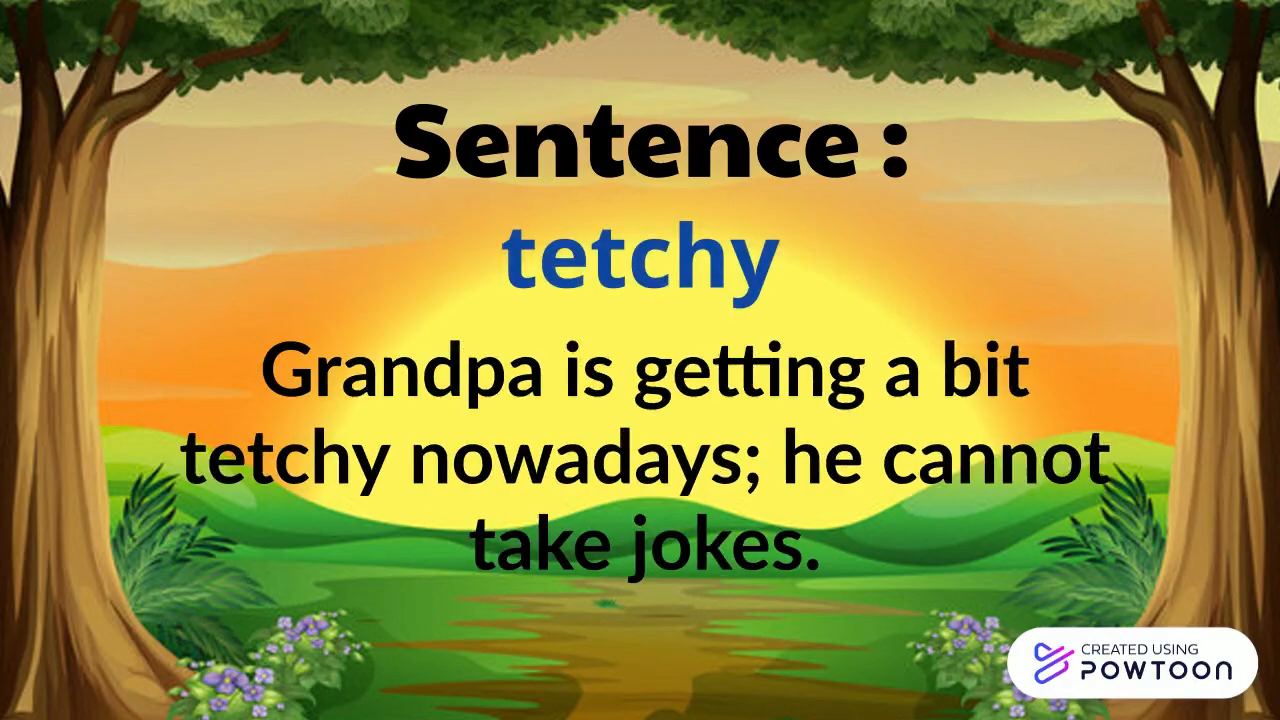 Sentence :
tetchy
Grandpa is getting a bit
tetchy nowadays; he cannot
take jokes.
CREATED USING
POWTOON